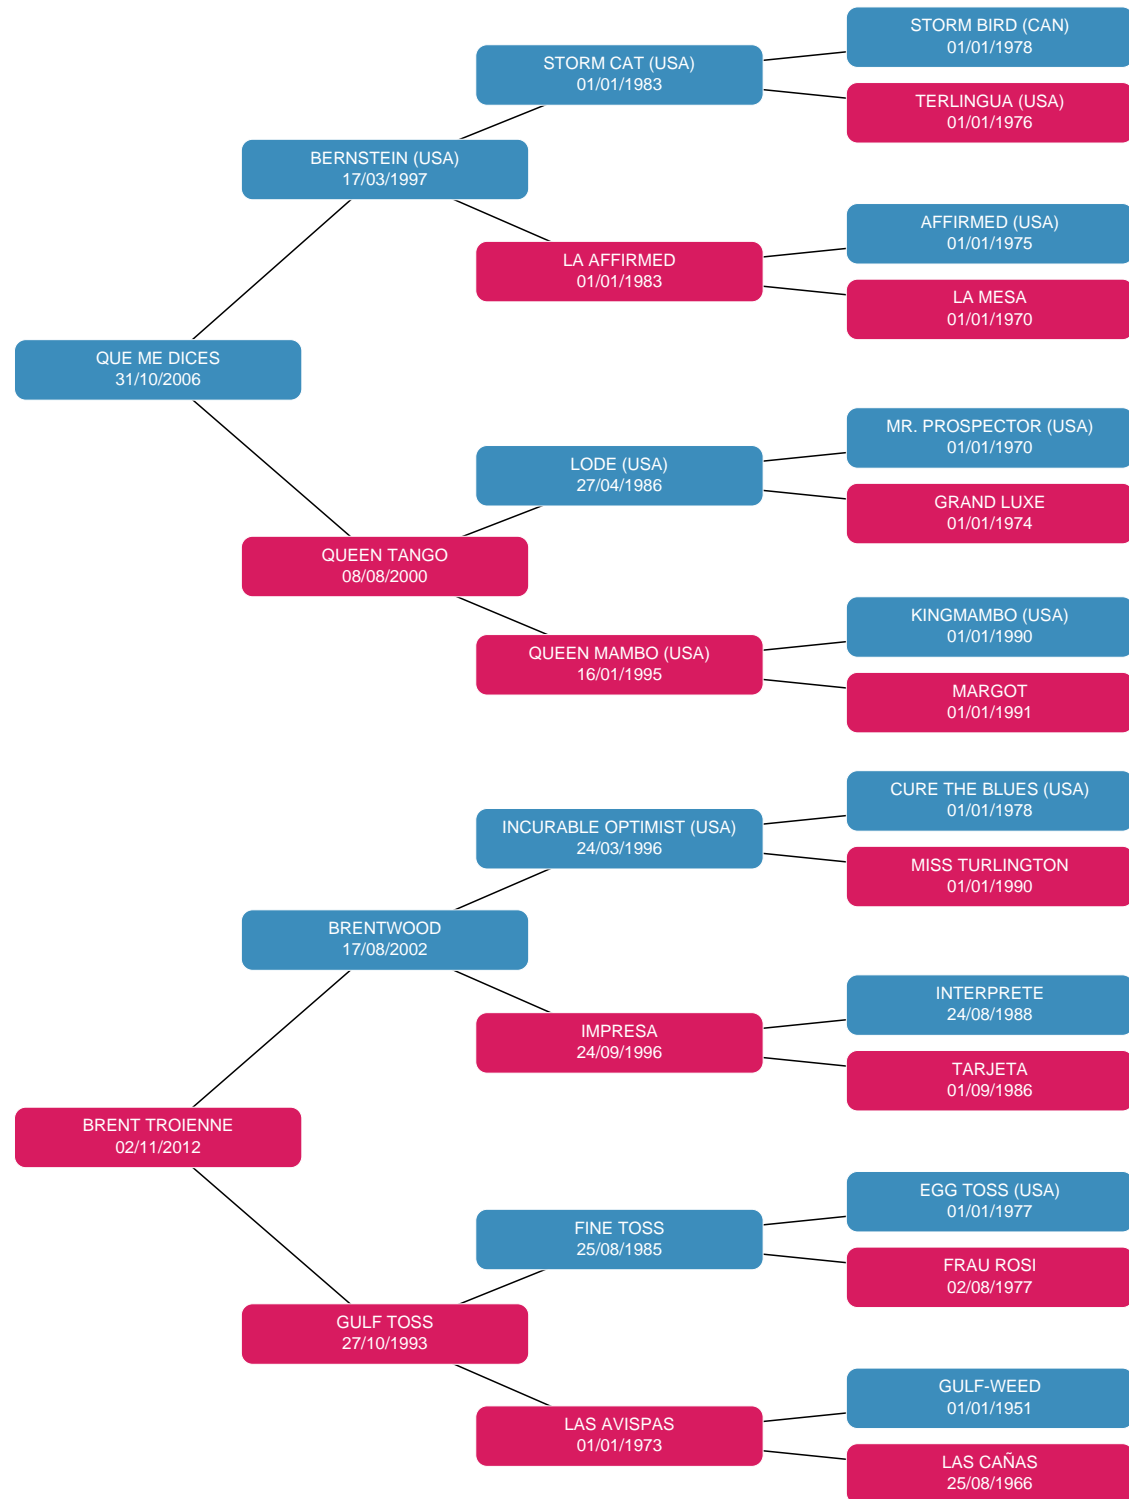 STORM BIRD (CAN)
01/01/1978
STORM CAT (USA)
01/01/1983
TERLINGUA (USA)
01/01/1976
BERNSTEIN (USA)
17/03/1997
AFFIRMED (USA)
01/01/1975
LA AFFIRMED
01/01/1983
LA MESA
01/01/1970
QUE ME DICES
31/10/2006
MR. PROSPECTOR (USA)
01/01/1970
LODE (USA)
27/04/1986
GRAND LUXE
01/01/1974
QUEEN TANGO
08/08/2000
KINGMAMBO (USA)
01/01/1990
QUEEN MAMBO (USA)
16/01/1995
MARGOT
01/01/1991
CURE THE BLUES (USA)
01/01/1978
INCURABLE OPTIMIST (USA)
24/03/1996
MISS TURLINGTON
01/01/1990
BRENTWOOD
17/08/2002
INTERPRETE
24/08/1988
IMPRESA
24/09/1996
TARJETA
01/09/1986
BRENT TROIENNE
02/11/2012
EGG TOSS (USA)
01/01/1977
FINE TOSS
25/08/1985
FRAU ROSI
02/08/1977
GULF TOSS
27/10/1993
GULF-WEED
01/01/1951
LAS AVISPAS
01/01/1973
LAS CAÑAS
25/08/1966